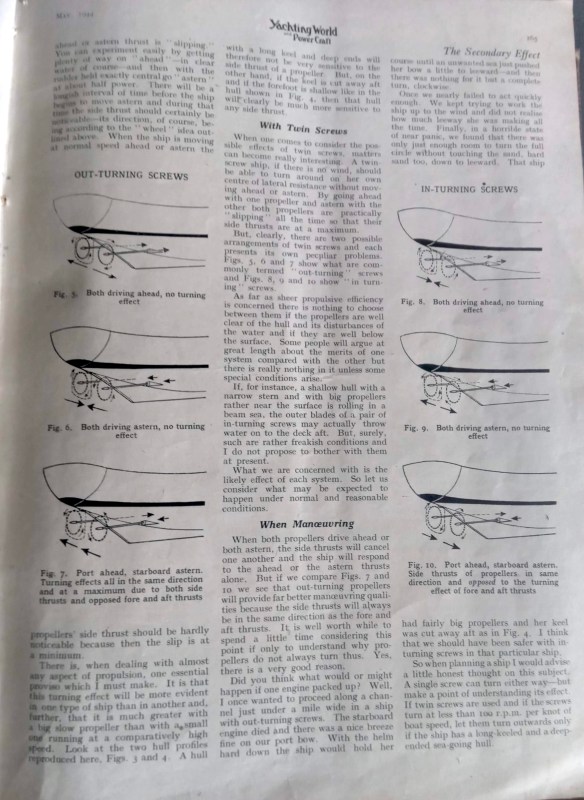 MAY,
Yachting World
and Power Craft
The Secondary Effect
ahead or astern thrust is "slipping."
You can experiment easily by getting
plenty of way on "ahead"—in clear
water of course—and then with the
rudder held exactly central go "astern"
at about half power. There will be a
longish interval of time before the ship
begins to move astern and during that
time the side thrust should certainly be
noticeable—its direction, of course, be-
ing according to the "wheel" idea out-
lined above. When the ship is moving
at normal speed ahead or astern the
OUT-TURNING SCREWS
Fig. 5. Both driving ahead, no turning
effect
Fig. 6. Both driving astern, no turning
effect
Fig. 7. Port ahead, starboard astern.
Turning effects all in the same direction
and at a maximum due to both side
thrusts and opposed fore and aft thrusts
propellers' side thrust should be hardly
noticeable because then the slip is at
a minimum.
There is, when dealing with almost
any aspect of propulsion, one essential
proviso which I must make. It is that
this turning effect will be more evident
in one type of ship than in another and,
further, that it is much greater with
a big slow propeller than with a small
one running at a comparatively high
speed. Look at the two hull profiles
reproduced here, Figs. 3 and 4. A hull
with a long keel and deep ends will
therefore not be very sensitive to the
side thrust of a propeller. But, on the
other hand, if the keel is cut away aft
and if the forefoot is shallow like in the
hull shown in Fig. 4, then that hull
will clearly be much more sensitive to
any side thrust.
With Twin Screws
When one comes to consider the pos-
sible effects of twin screws, matters
can become really interesting. A twin-
screw ship, if there is no wind, should
be able to turn around on her own
centre of lateral resistance without mov-
ing ahead or astern. By going ahead
with one propeller and astern with the
other both propellers are practically
"slipping" all the time so that their
side thrusts are at a maximum.
But, clearly, there are two possible
arrangements of twin screws and each
presents its own peculiar problems.
Figs. 5, 6 and 7 show what are com-
monly termed "out-turning" screws
and Figs. 8, 9 and 10 show "in turn-
ing" screws.
As far as sheer propulsive efficiency
is concerned there is nothing to choose
between them if the propellers are well
clear of the hull and its disturbances of
the water and if they are well below
the surface. Some people will argue at
great length about the merits of one
system compared with the other but
there is really nothing in it unless some
special conditions arise.
If, for instance, a shallow hull with a
narrow stern and with big propellers
rather near the surface is rolling in a
beam sea, the outer blades of a pair of
in-turning screws may actually throw
water on to the deck aft. But, surely,
such are rather freakish conditions and
I do not propose to bother with them
at present.
What we are concerned with is the
likely effect of each system. So let us
consider what may be expected to
happen under normal and reasonable
conditions.
When Manœuvring
When both propellers drive ahead or
both astern, the side thrusts will cancel
one another and the ship will respond
to the ahead or the astern thrusts
alone. But if we compare Figs. 7 and
10 we see that out-turning propellers
will provide far better manœuvring quali-
ties because the side thrusts will always
be in the same direction as the fore and
aft thrusts. It is well worth while to
spend a little time considering this
point if only to understand why pro-
pellers do not always turn thus. Yes,
there is a very good reason.
Did you think what would or might
happen if one engine packed up? Well,
I once wanted to proceed along a chan-
nel just under a mile wide in a ship
with out-turning screws. The starboard
engine died and there was a nice breeze
fine on our port bow. With the helm
hard down the ship would hold her
course until an unwanted sea just pushed
her bow a little to leeward—and then
there was nothing for it but a complete
turn, clockwise.
Once we nearly failed to act quickly
enough. We kept trying to work the
ship up to the wind and did not realise
how much leeway she was making all
the time. Finally, in a horrible state
of near panic, we found that there was
only just enough room to turn the full
circle without touching the sand, hard
sand too, down to leeward. That ship
IN-TURNING SCREWS
Fig. 8. Both driving ahead, no turning
effect
Fig. 9. Both driving astern, no turning
effect
Fig. 10. Port ahead, starboard astern.
Side thrusts of propellers in same
direction and opposed to the turning
effect of fore and aft thrusts
had fairly big propellers and her keel
was cut away aft as in Fig. 4. I think
that we should have been safer with in-
turning screws in that particular ship.
So when planning a ship I would advise
a little honest thought on this subject.
A single screw can turn either way—but
make a point of understanding its effect.
If twin screws are used and if the screws
turn at less than 100 r.p.m. per knot of
boat speed, let them turn outwards only
if the ship has a long-keeled and a deep-
ended sea-going hull.